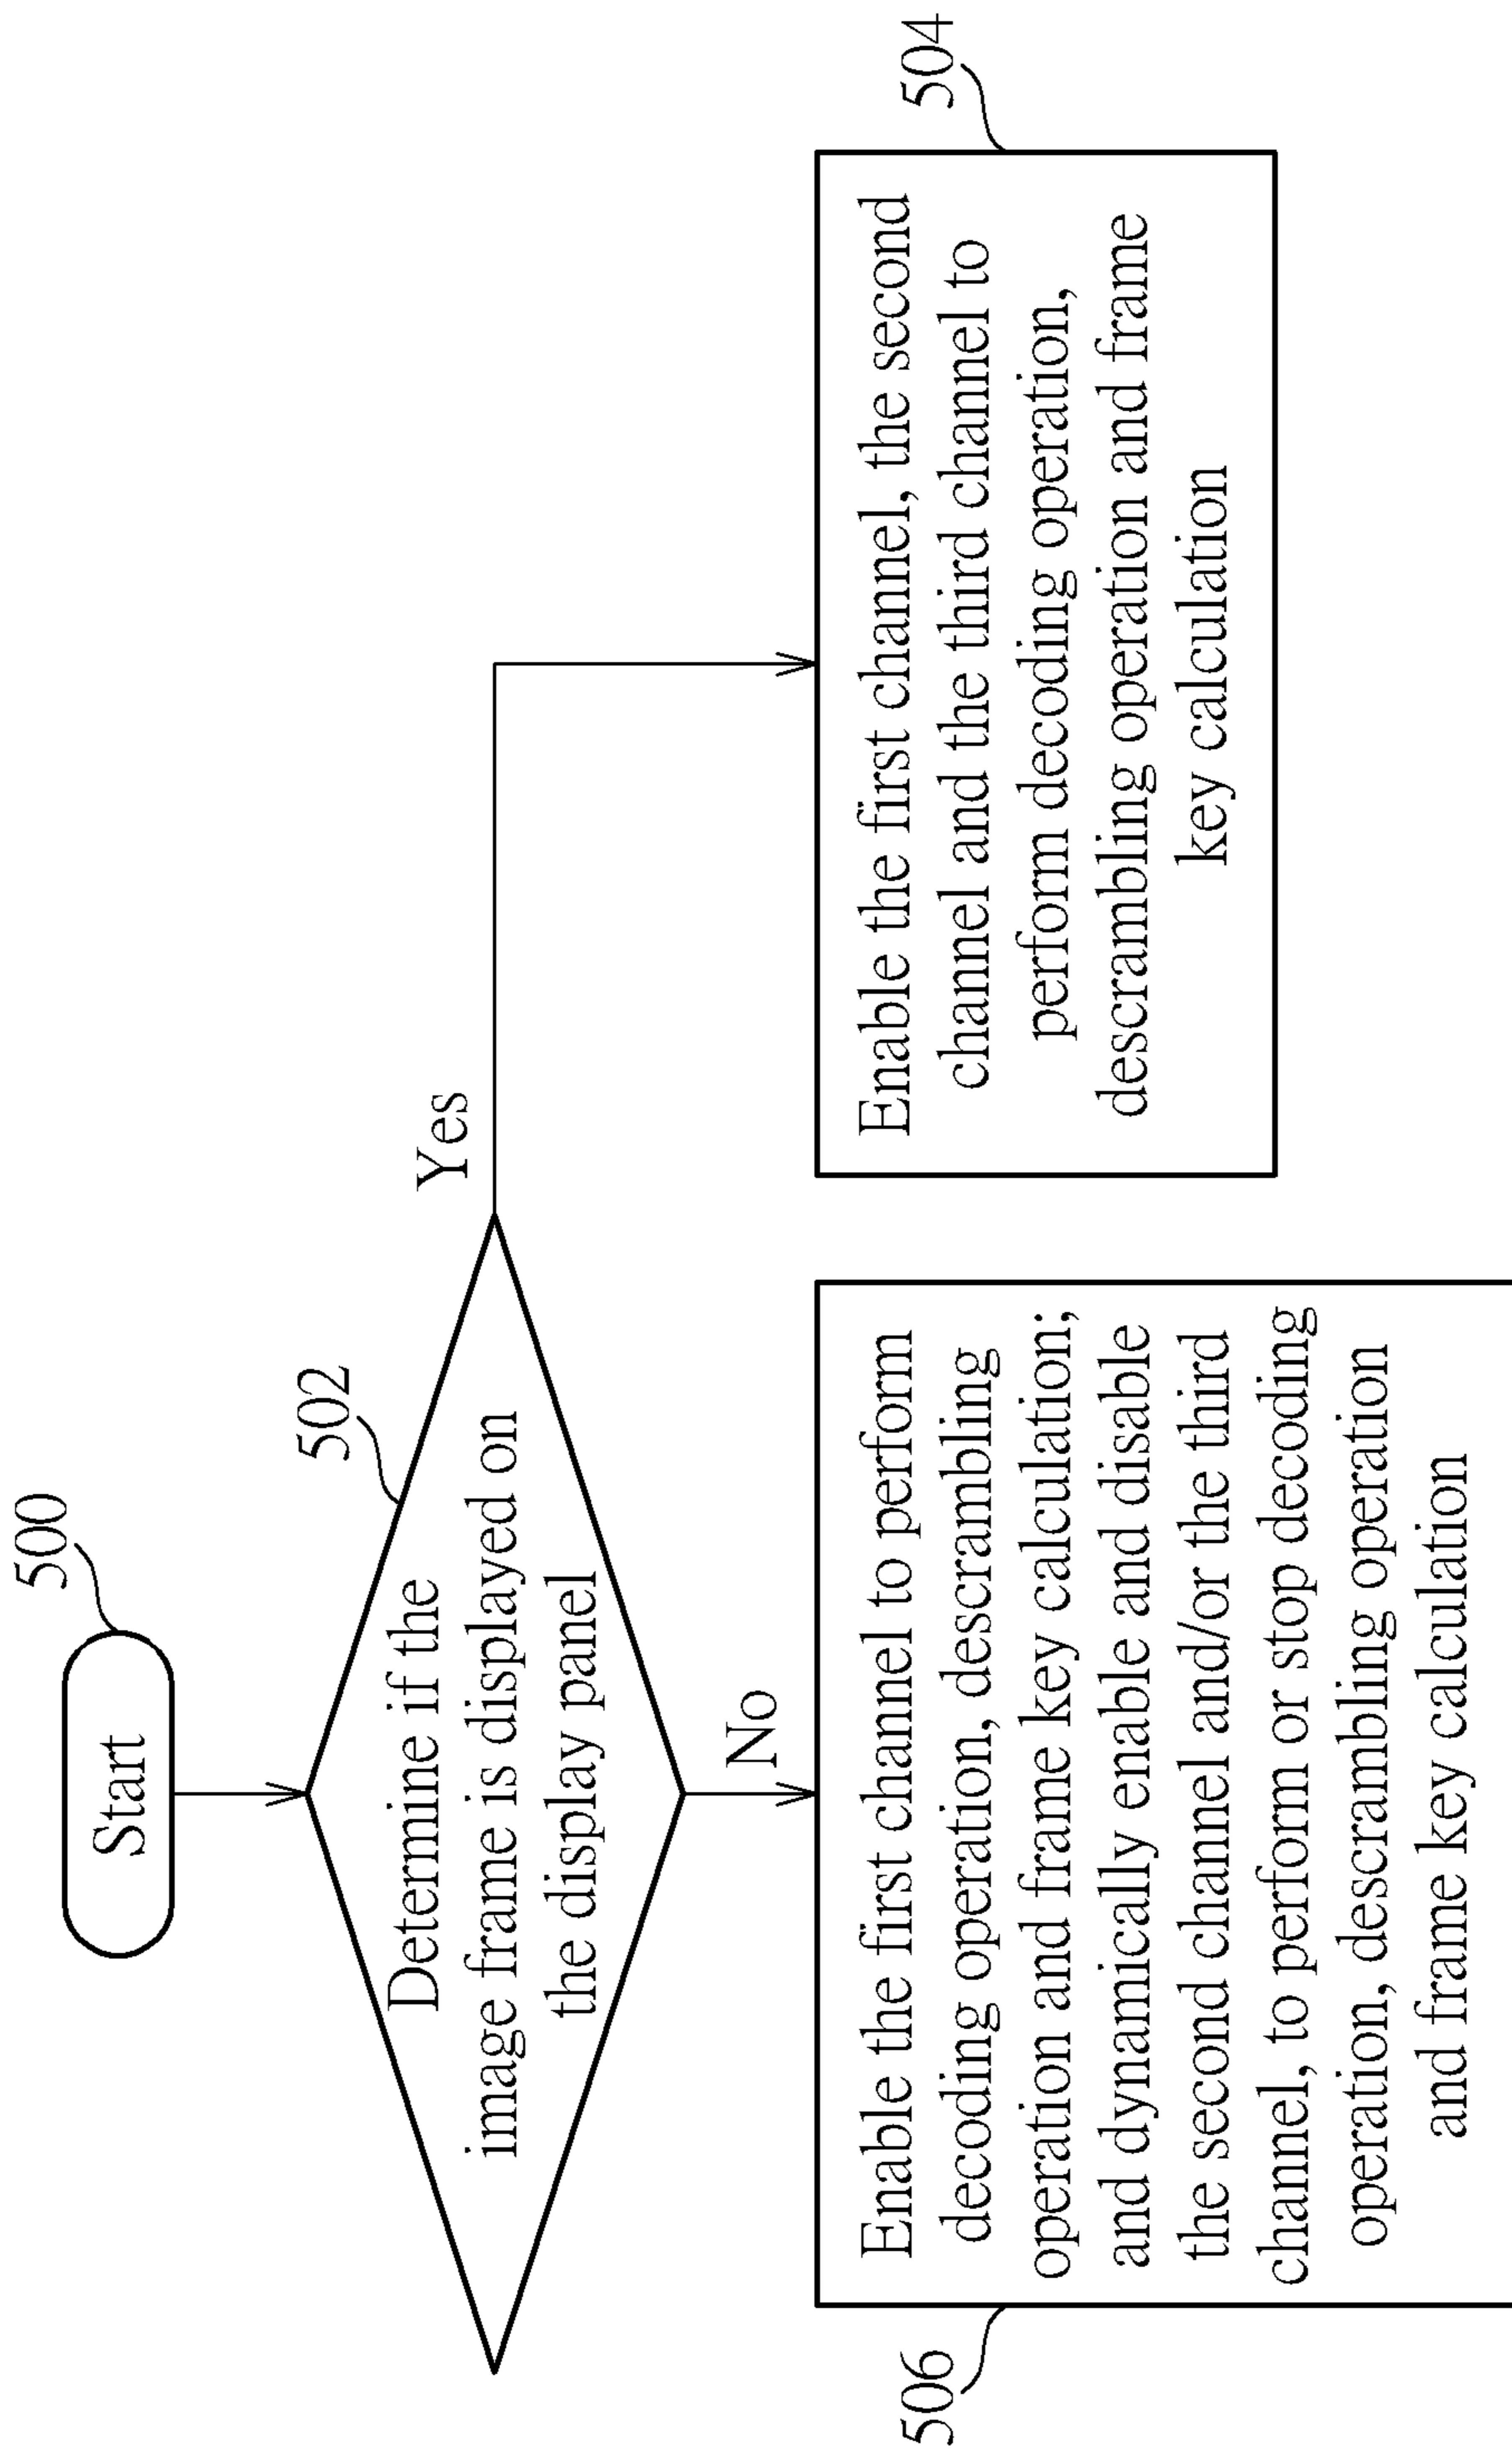 500
Start
502
Determine if the
image frame is displayed on
the display panel
Yes
No
506
Enable the first channel to perform
decoding operation, descrambling
operation and frame key calculation;
and dynamically enable and disable
the second channel and/or the third
channel, to perform or stop decoding
operation, descrambling operation
and frame key calculation
504
Enable the first channel, the second
channel and the third channel to
perform decoding operation,
descrambling operation and frame
key calculation